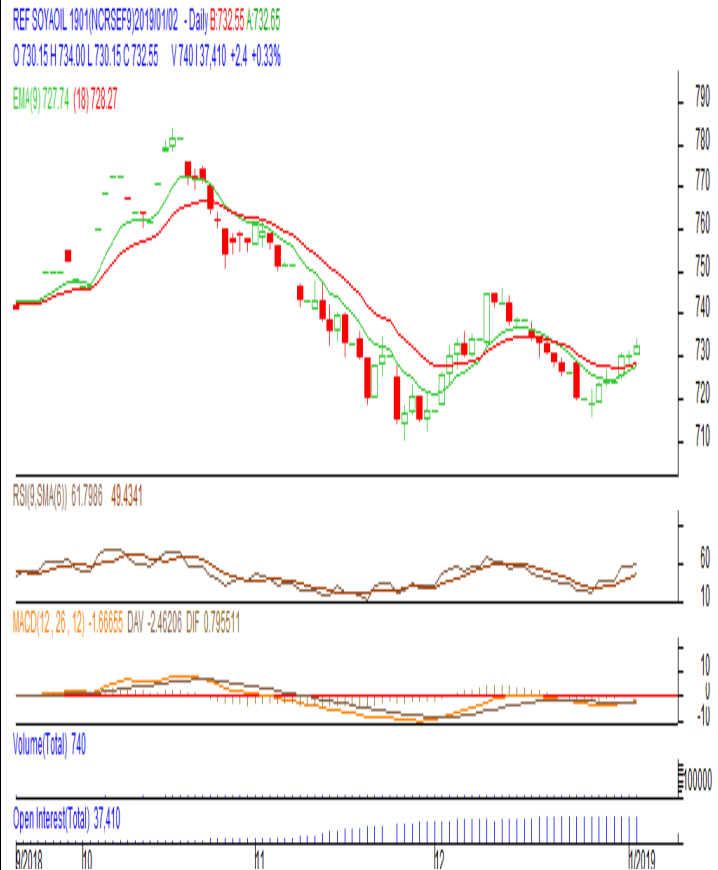 REF SOYAOIL 1901(NCRSEF9)2019/01/02 - Daily B:732.55 A:732.65
O 730.15 H 734.00 L 730.15 C 732.55 V 740 I 37,410 +2.4 +0.33%
EMA(9) 727.74 (18) 728.27
790
780
770
760
750
740
730
720
710
RSI(9,SMA(6)) 61.7986 49.4341
60
10
MACD(12, 26, 12) -1.66655 DAV -2.46206 DIF 0.795511
10
0
-10
Volume(Total) 740
100000
Open Interest(Total) 37,410
9/2018 10 11 12 1/2019